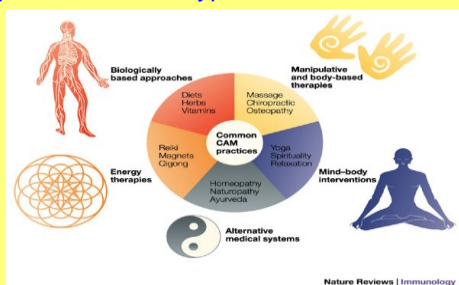 Biologically
based approaches
Manipulative
and body-based
therapies
Diets
Herbs
Vitamins
Massage
Chiropractic
Osteopathy
Common
CAM
practices
Reiki
Magnets
Qigong
Yoga
Spirituality
Relaxation
Energy
therapies
Mind–body
interventions
Homeopathy
Naturopathy
Ayurveda
Alternative
medical systems
Nature Reviews | Immunology